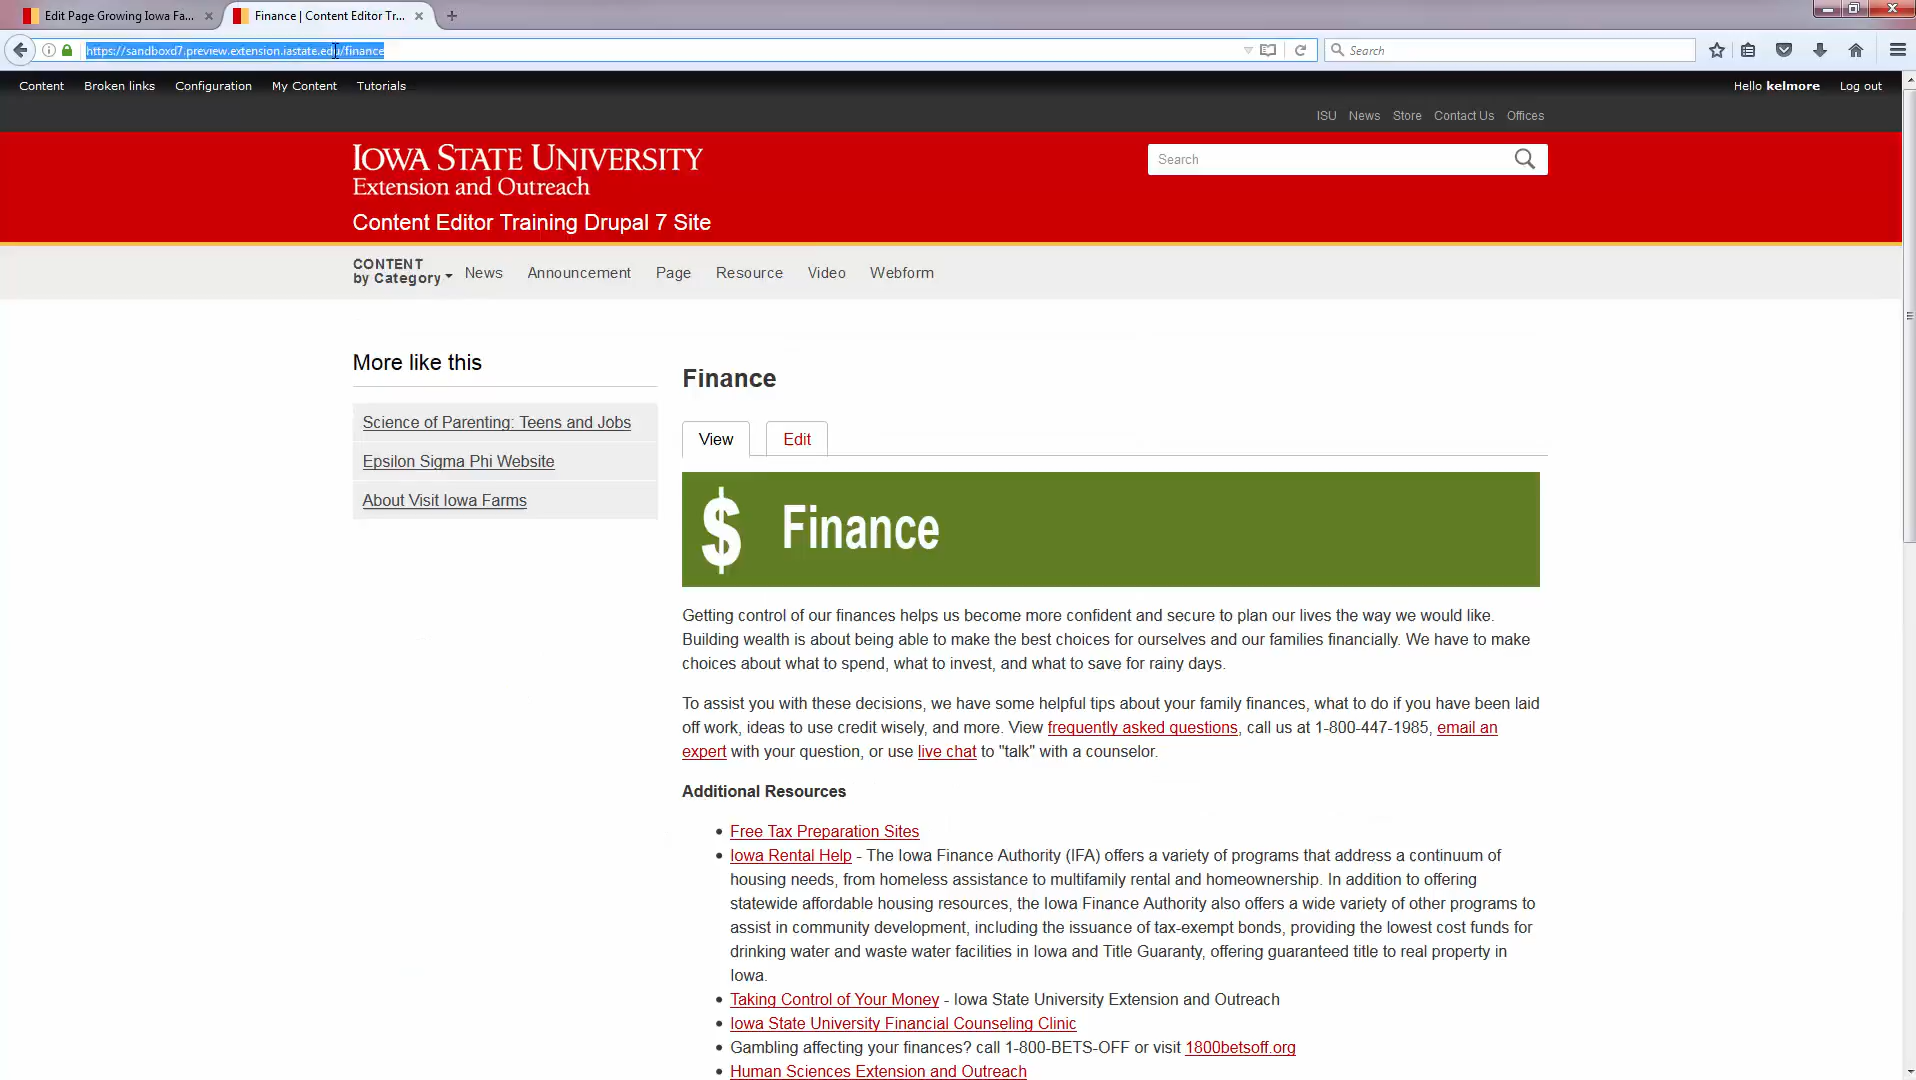 Edit Page Growing Iowa Fa...
Finance | Content Editor Tr...
https://sandboxd7.preview.extension.iastate.edu/finance
Search
Content Broken links Configuration My Content Tutorials
Hello kelmore Log out
ISU News Store Contact Us Offices
IOWA STATE UNIVERSITY
Extension and Outreach
Search
Content Editor Training Drupal 7 Site
CONTENT
by Category
News Announcement Page Resource Video Webform
More like this
Science of Parenting: Teens and Jobs
Epsilon Sigma Phi Website
About Visit Iowa Farms
Finance
View Edit
$ Finance
Getting control of our finances helps us become more confident and secure to plan our lives the way we would like.
Building wealth is about being able to make the best choices for ourselves and our families financially. We have to make
choices about what to spend, what to invest, and what to save for rainy days.
To assist you with these decisions, we have some helpful tips about your family finances, what to do if you have been laid
off work, ideas to use credit wisely, and more. View frequently asked questions, call us at 1-800-447-1985, email an
expert with your question, or use live chat to "talk" with a counselor.
Additional Resources
• Free Tax Preparation Sites
• Iowa Rental Help - The Iowa Finance Authority (IFA) offers a variety of programs that address a continuum of
housing needs, from homeless assistance to multifamily rental and homeownership. In addition to offering
statewide affordable housing resources, the Iowa Finance Authority also offers a wide variety of other programs to
assist in community development, including the issuance of tax-exempt bonds, providing the lowest cost funds for
drinking water and waste water facilities in Iowa and Title Guaranty, offering guaranteed title to real property in
Iowa.
• Taking Control of Your Money - Iowa State University Extension and Outreach
• Iowa State University Financial Counseling Clinic
• Gambling affecting your finances? call 1-800-BETS-OFF or visit 1800betsoff.org
• Human Sciences Extension and Outreach